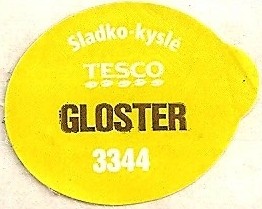 Sladko-kyslé
TESCO
GLOSTER
3344